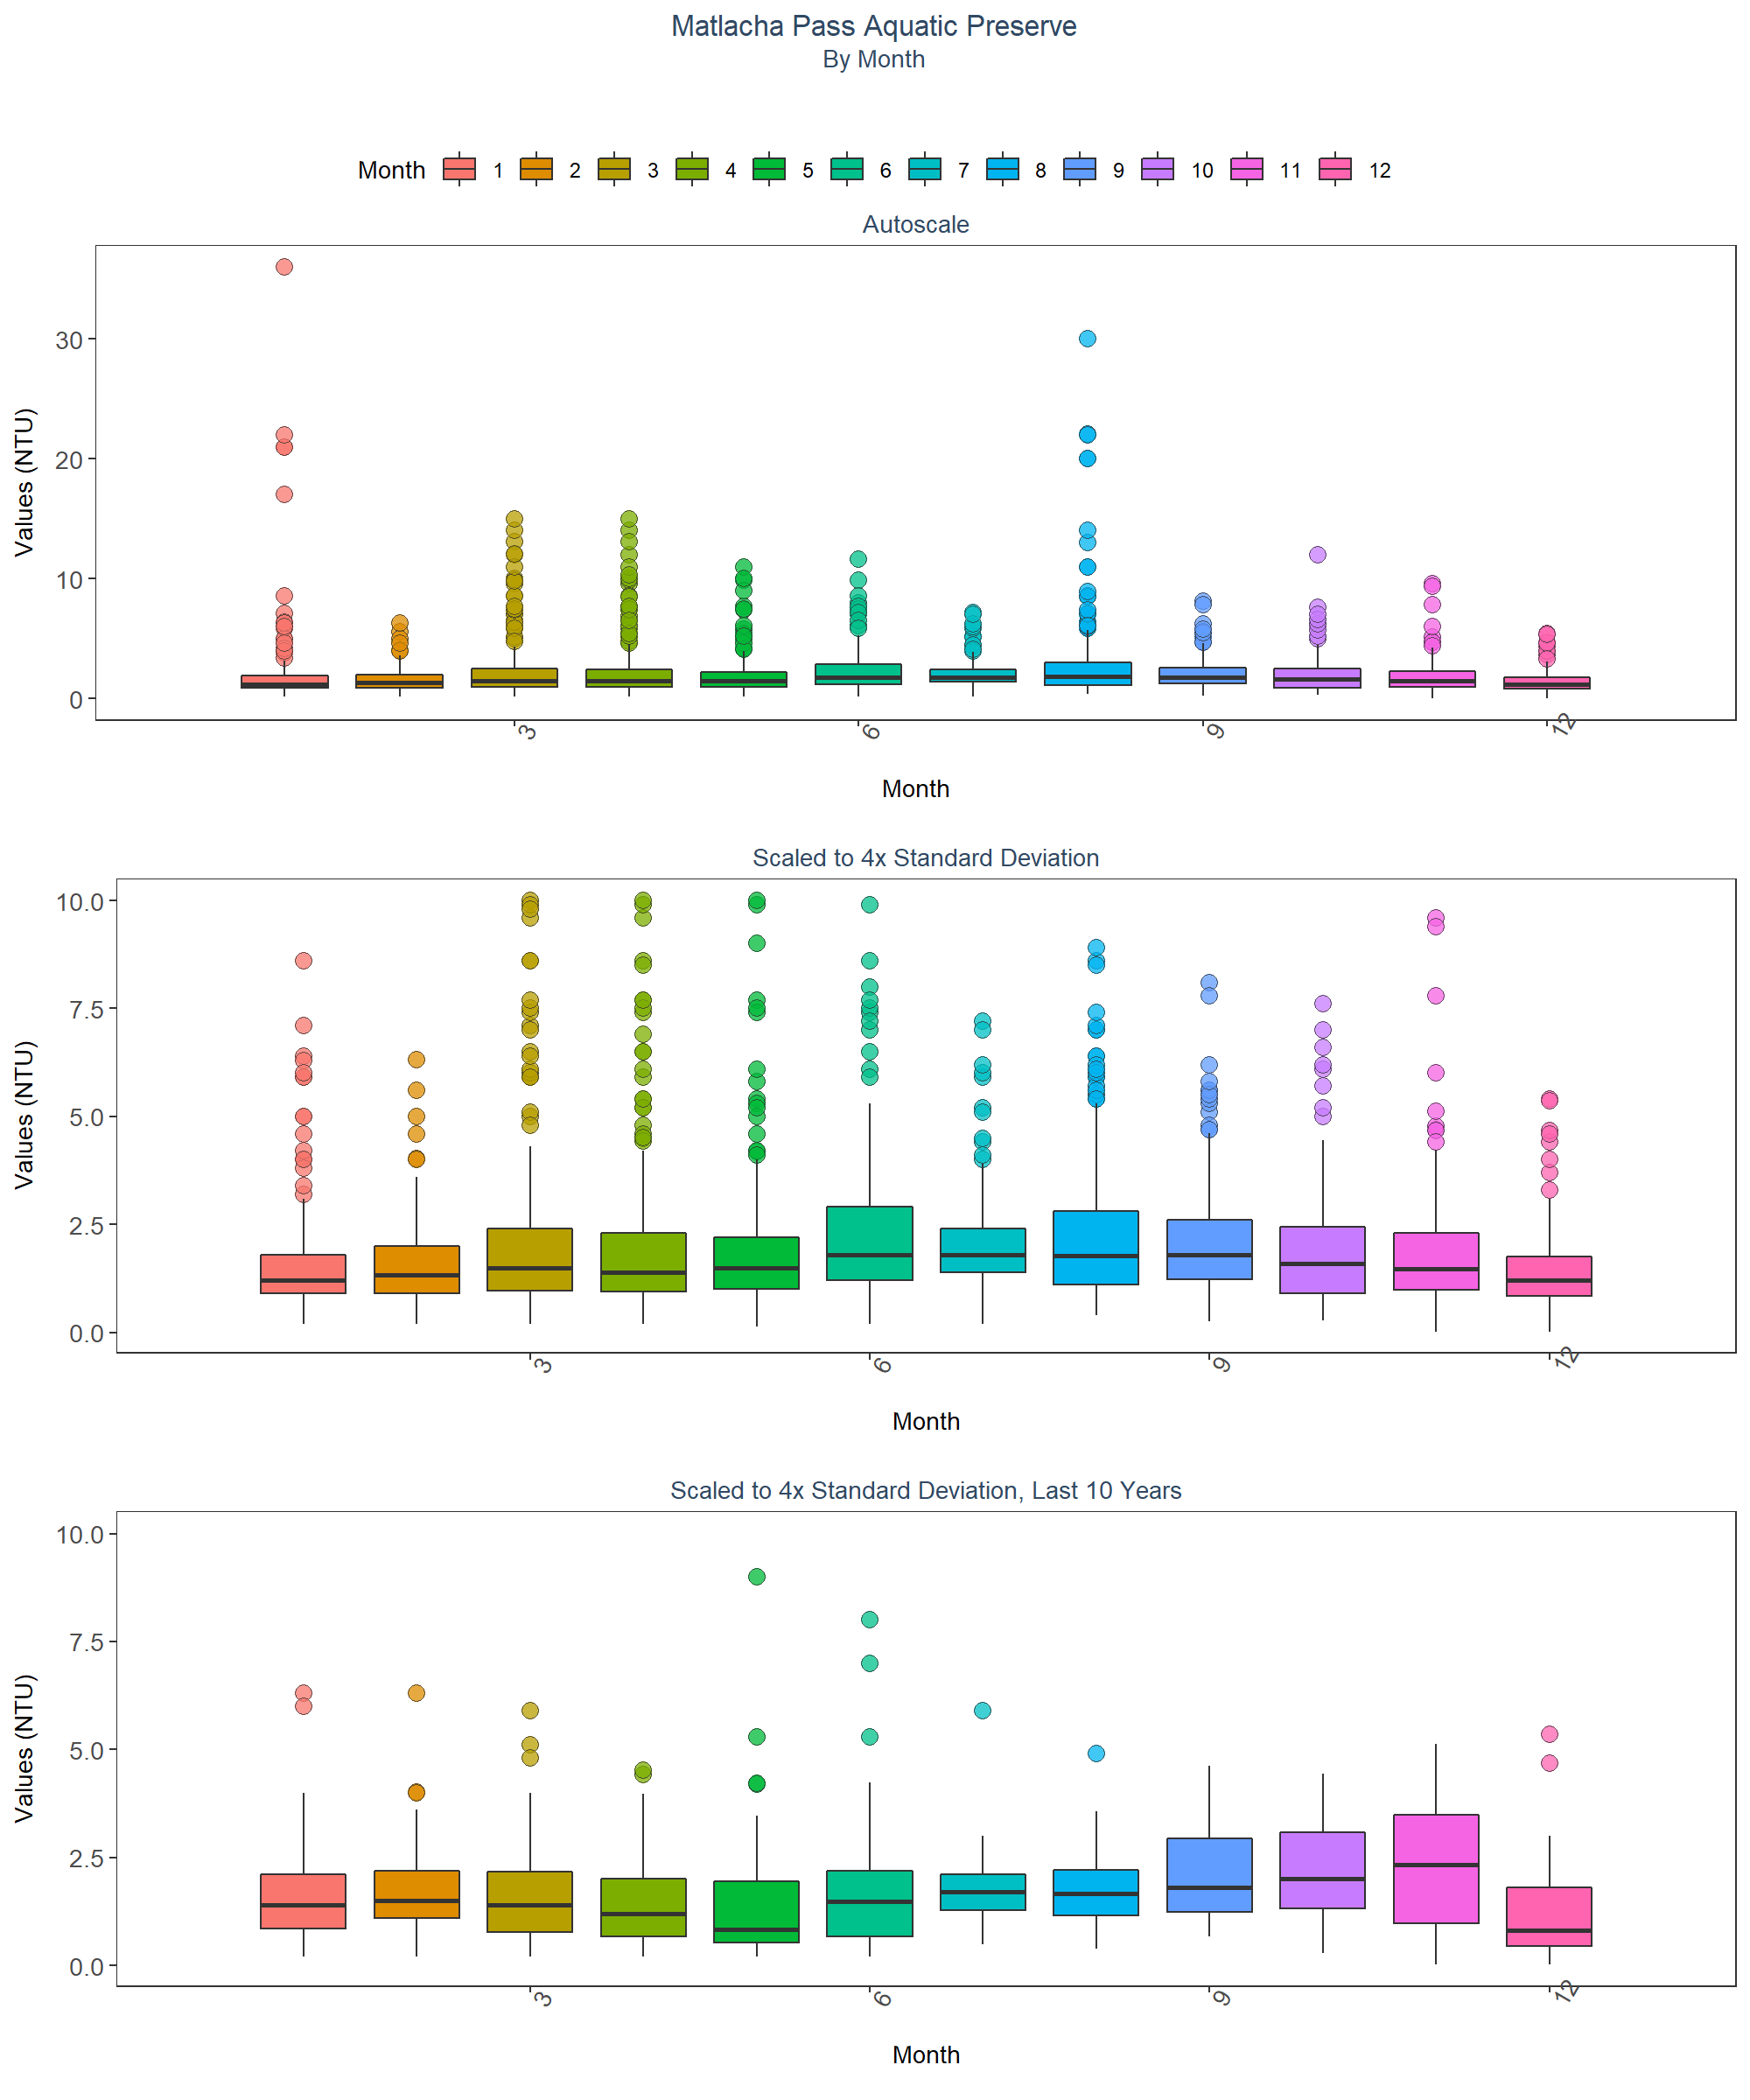 Matlacha Pass Aquatic Preserve
By Month
Month 1 2 3 4 5 6 7 8 9 10 11 12
Autoscale
Values (NTU)
30
20
10
0
3 6 9 12
Month
Scaled to 4x Standard Deviation
Values (NTU)
10.0
7.5
5.0
2.5
0.0
3 6 9 12
Month
Scaled to 4x Standard Deviation, Last 10 Years
Values (NTU)
10.0
7.5
5.0
2.5
0.0
3 6 9 12
Month